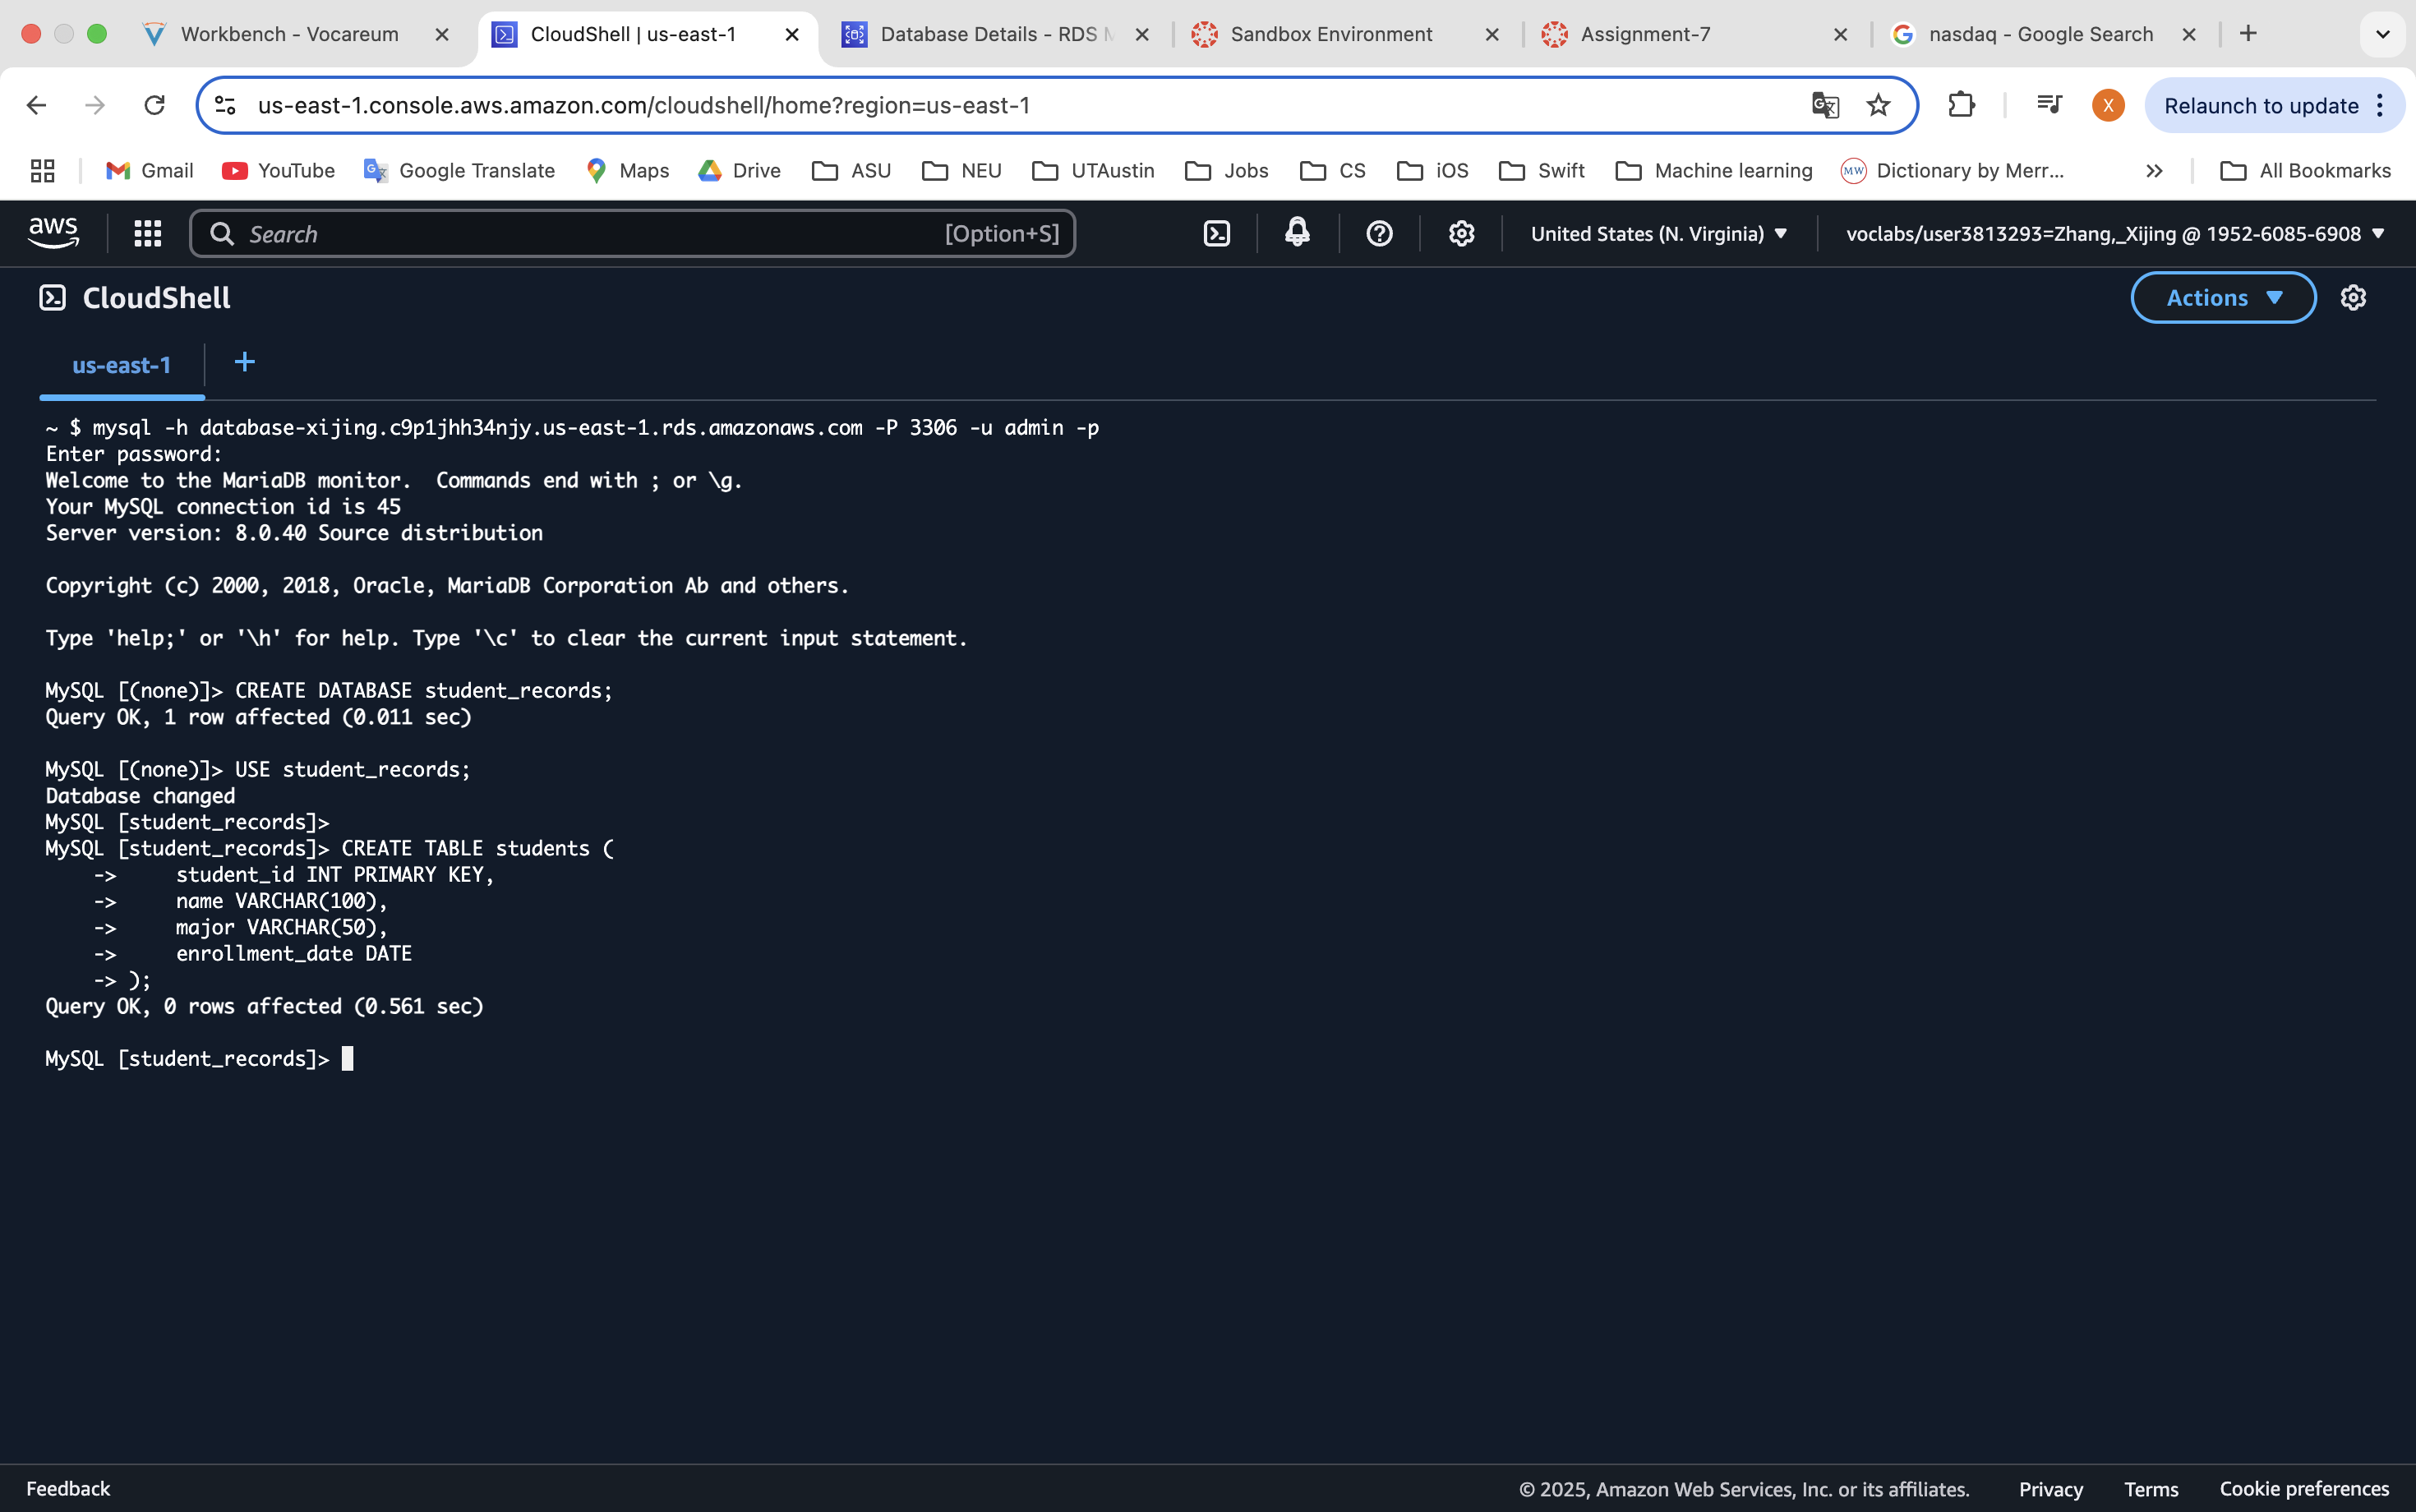 Workbench - Vocareum
CloudShell | us-east-1
Database Details - RDS M
Sandbox Environment
Assignment-7
nasdaq - Google Search
us-east-1.console.aws.amazon.com/cloudshell/home?region=us-east-1
X
Relaunch to update
Gmail
YouTube
Google Translate
Maps
Drive
ASU
NEU
UTAustin
Jobs
CS
iOS
Swift
Machine learning
MW
Dictionary by Merr...
All Bookmarks
aws
Search
[Option+S]
United States (N. Virginia)
voclabs/user3813293=Zhang,_Xijing @ 1952-6085-6908
CloudShell
Actions
us-east-1
~ $ mysql -h database-xijing.c9p1jhh34njy.us-east-1.rds.amazonaws.com -P 3306 -u admin -p
Enter password:
Welcome to the MariaDB monitor.  Commands end with ; or \g.
Your MySQL connection id is 45
Server version: 8.0.40 Source distribution
Copyright (c) 2000, 2018, Oracle, MariaDB Corporation Ab and others.
Type 'help;' or '\h' for help. Type '\c' to clear the current input statement.
MySQL [(none)]> CREATE DATABASE student_records;
Query OK, 1 row affected (0.011 sec)
MySQL [(none)]> USE student_records;
Database changed
MySQL [student_records]>
MySQL [student_records]> CREATE TABLE students (
    ->     student_id INT PRIMARY KEY,
    ->     name VARCHAR(100),
    ->     major VARCHAR(50),
    ->     enrollment_date DATE
    -> );
Query OK, 0 rows affected (0.561 sec)
MySQL [student_records]>
Feedback
© 2025, Amazon Web Services, Inc. or its affiliates.
Privacy
Terms
Cookie preferences